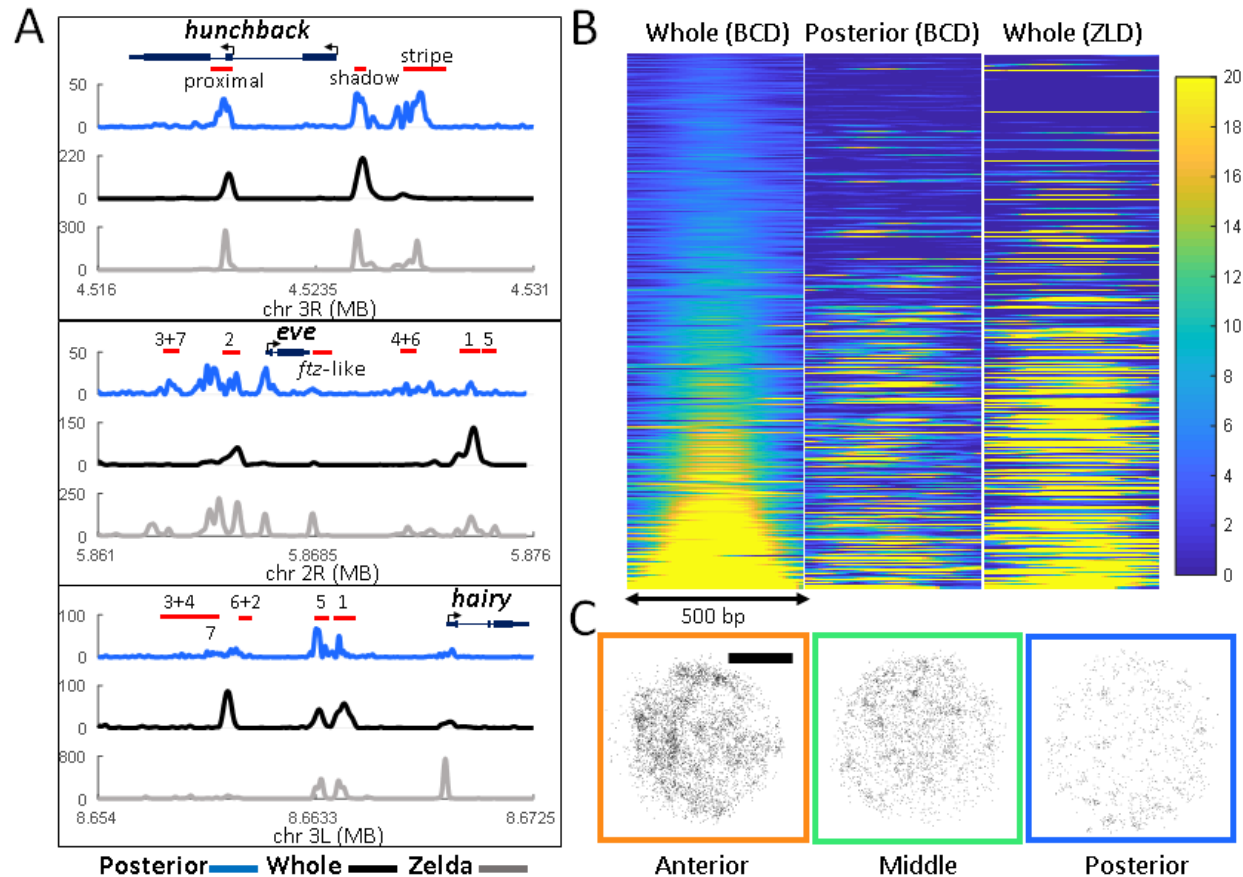 A
hunchback
proximal
shadow
stripe
50
0
220
0
300
0
4.516
4.5235
4.531
chr 3R (MB)
3+7
2
eve
ftz-like
4+6
1
5
50
0
150
0
250
0
5.861
5.8685
5.876
chr 2R (MB)
3+4
7
6+2
5
1
hairy
100
0
100
0
800
0
8.654
8.6633
8.6725
chr 3L (MB)
Posterior
Whole
Zelda
B
Whole (BCD)
Posterior (BCD)
Whole (ZLD)
20
18
16
14
12
10
8
6
4
2
0
500 bp
C
Anterior
Middle
Posterior